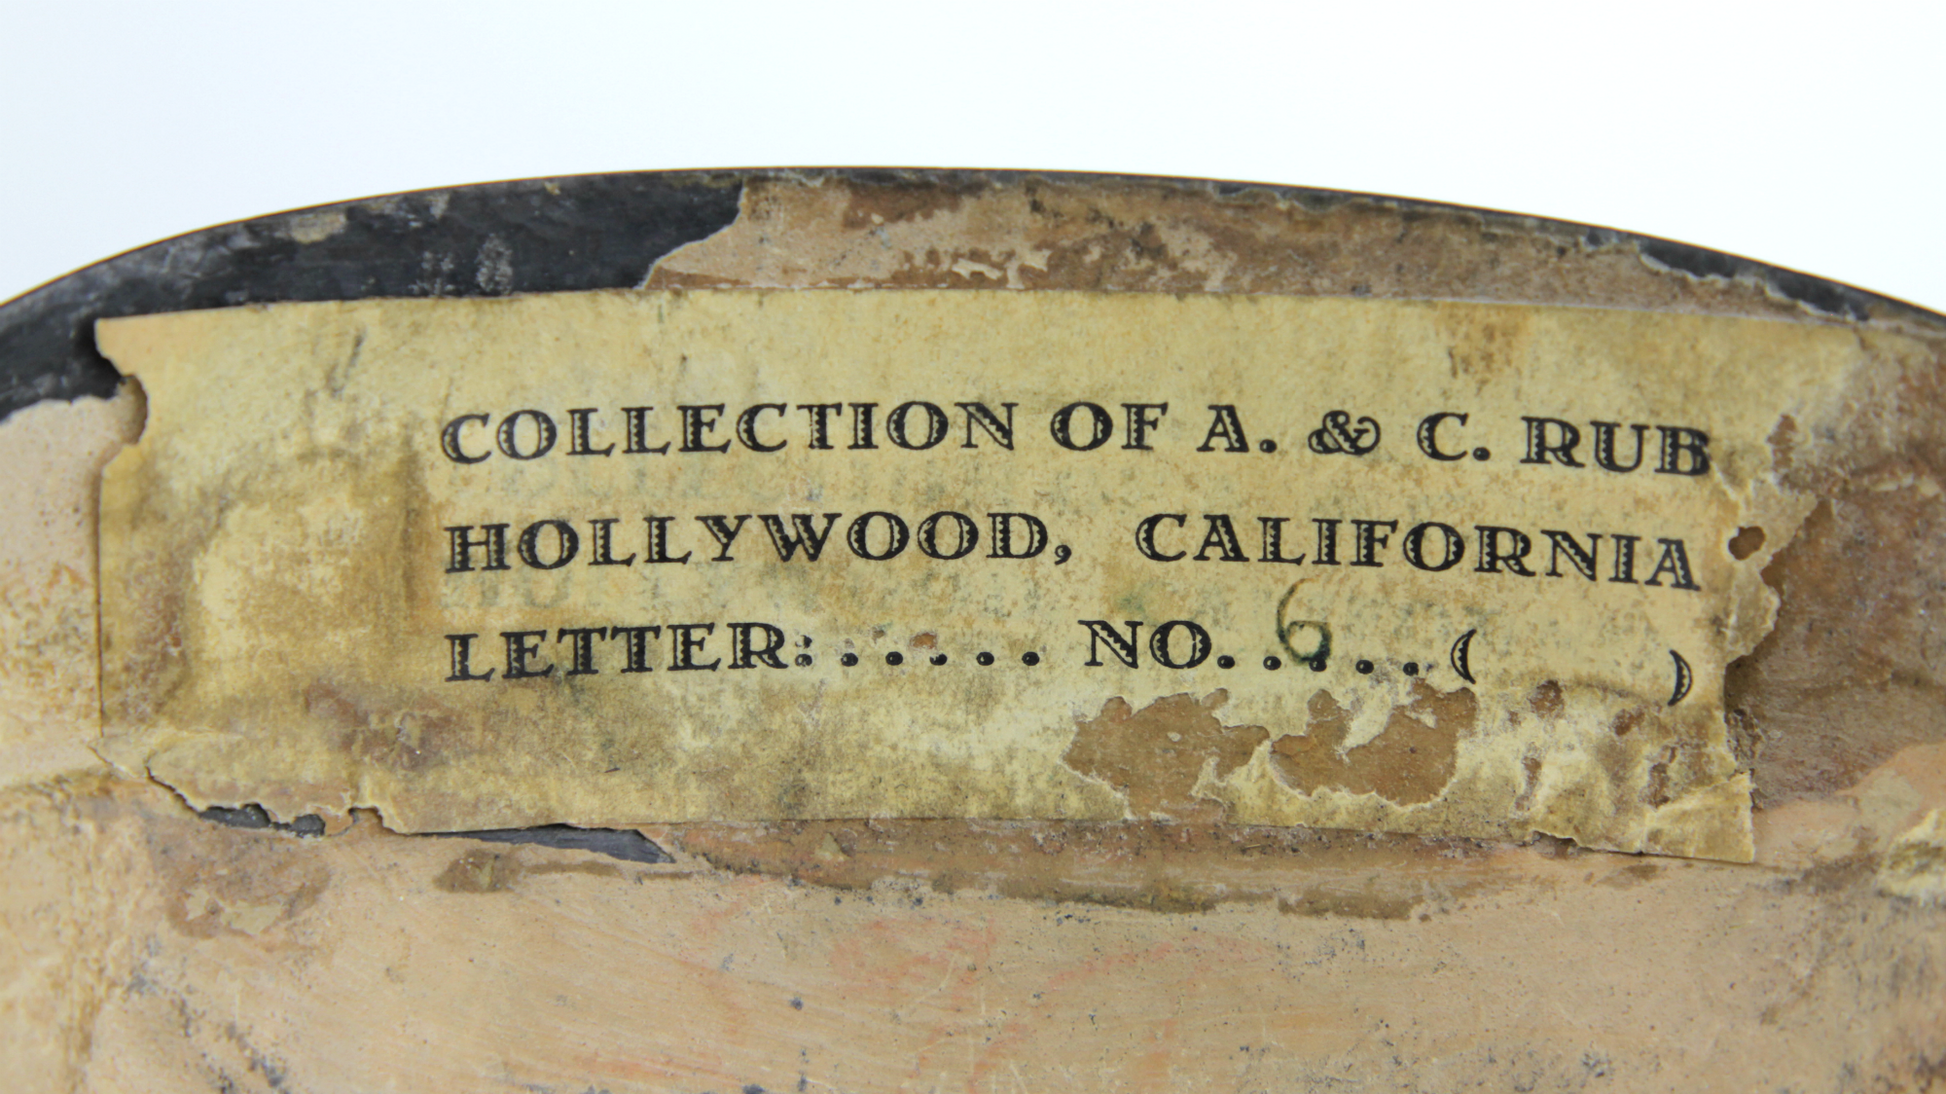 COLLECTION OF A. & C. RUB
HOLLYWOOD, CALIFORNIA
LETTER: ..... NO. 6 .... ( )